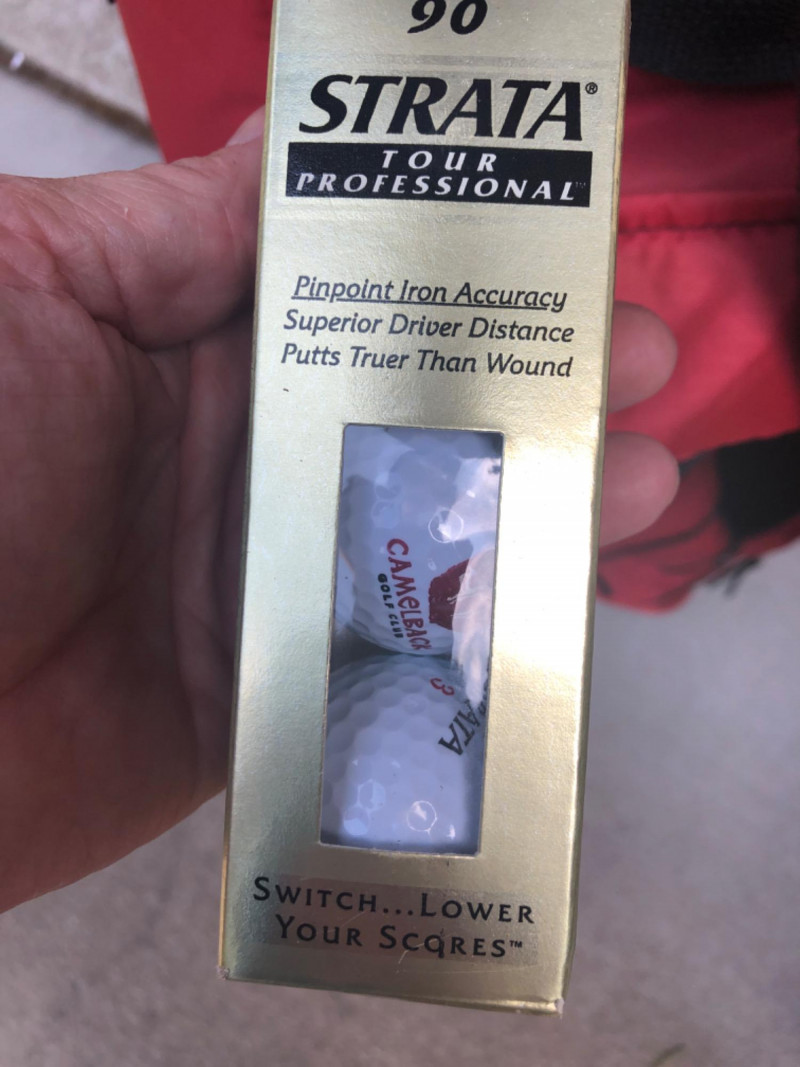 90
STRATA®
TOUR
PROFESSIONAL™
Pinpoint Iron Accuracy
Superior Driver Distance
Putts Truer Than Wound
CAMELBACK
GOLF CLUB
3
SWITCH...LOWER
YOUR SCORES™